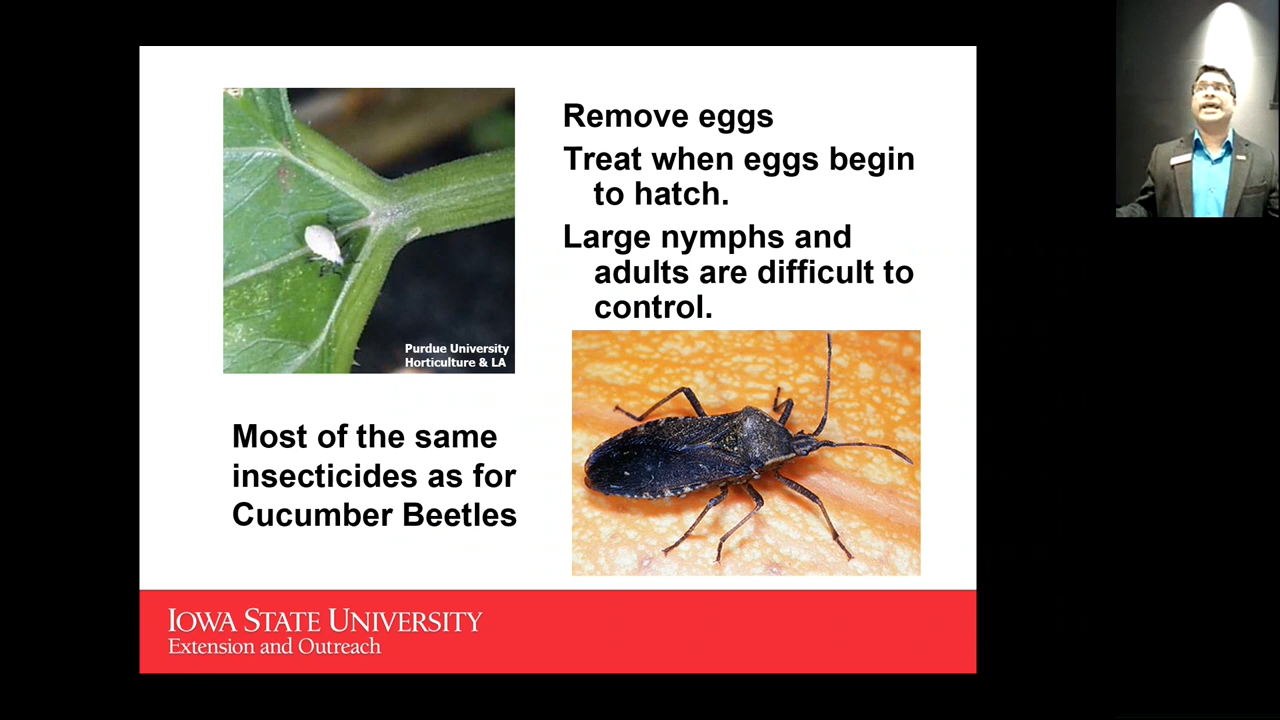 Remove eggs
Treat when eggs begin
to hatch.
Large nymphs and
adults are difficult to
control.
Purdue University
Horticulture & LA
Most of the same
insecticides as for
Cucumber Beetles
IOWA STATE UNIVERSITY
Extension and Outreach